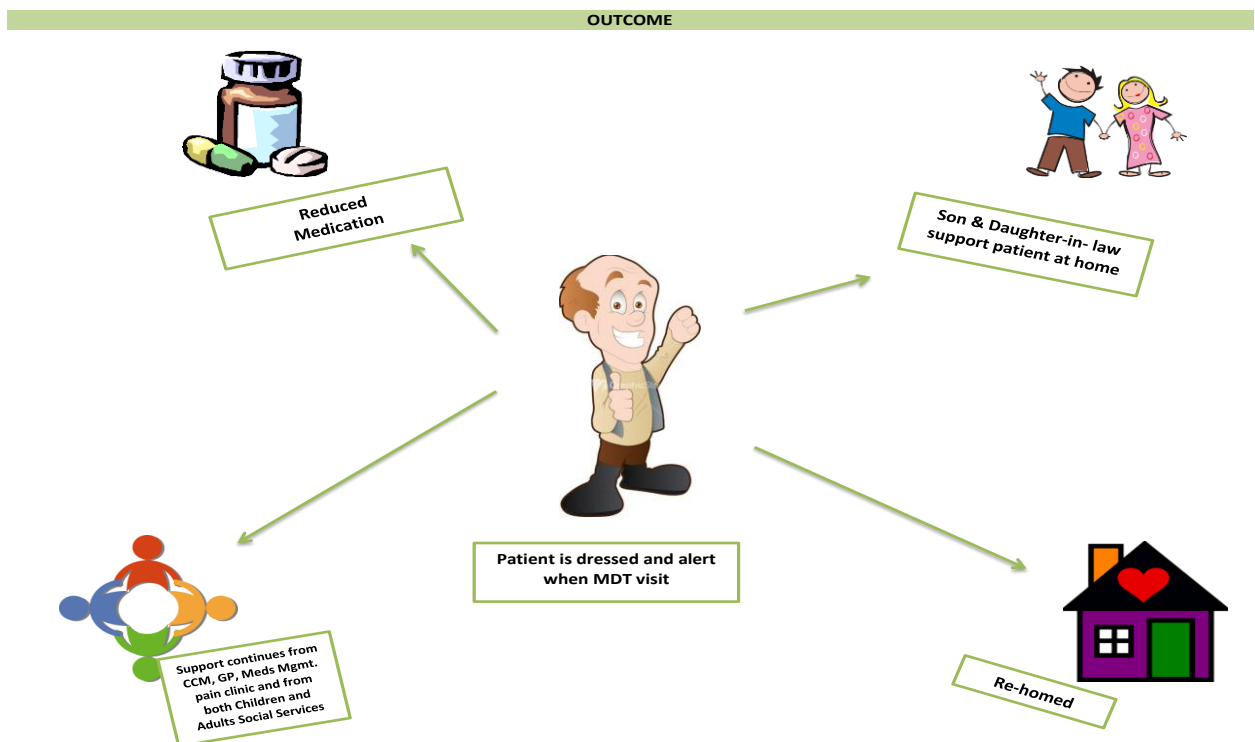 OUTCOME
Reduced
Medication
Son & Daughter-in- law
support patient at home
Patient is dressed and alert
when MDT visit
Support continues from
CCM, GP, Meds Mgmt.
pain clinic and from
both Children and
Adults Social Services
Re-homed